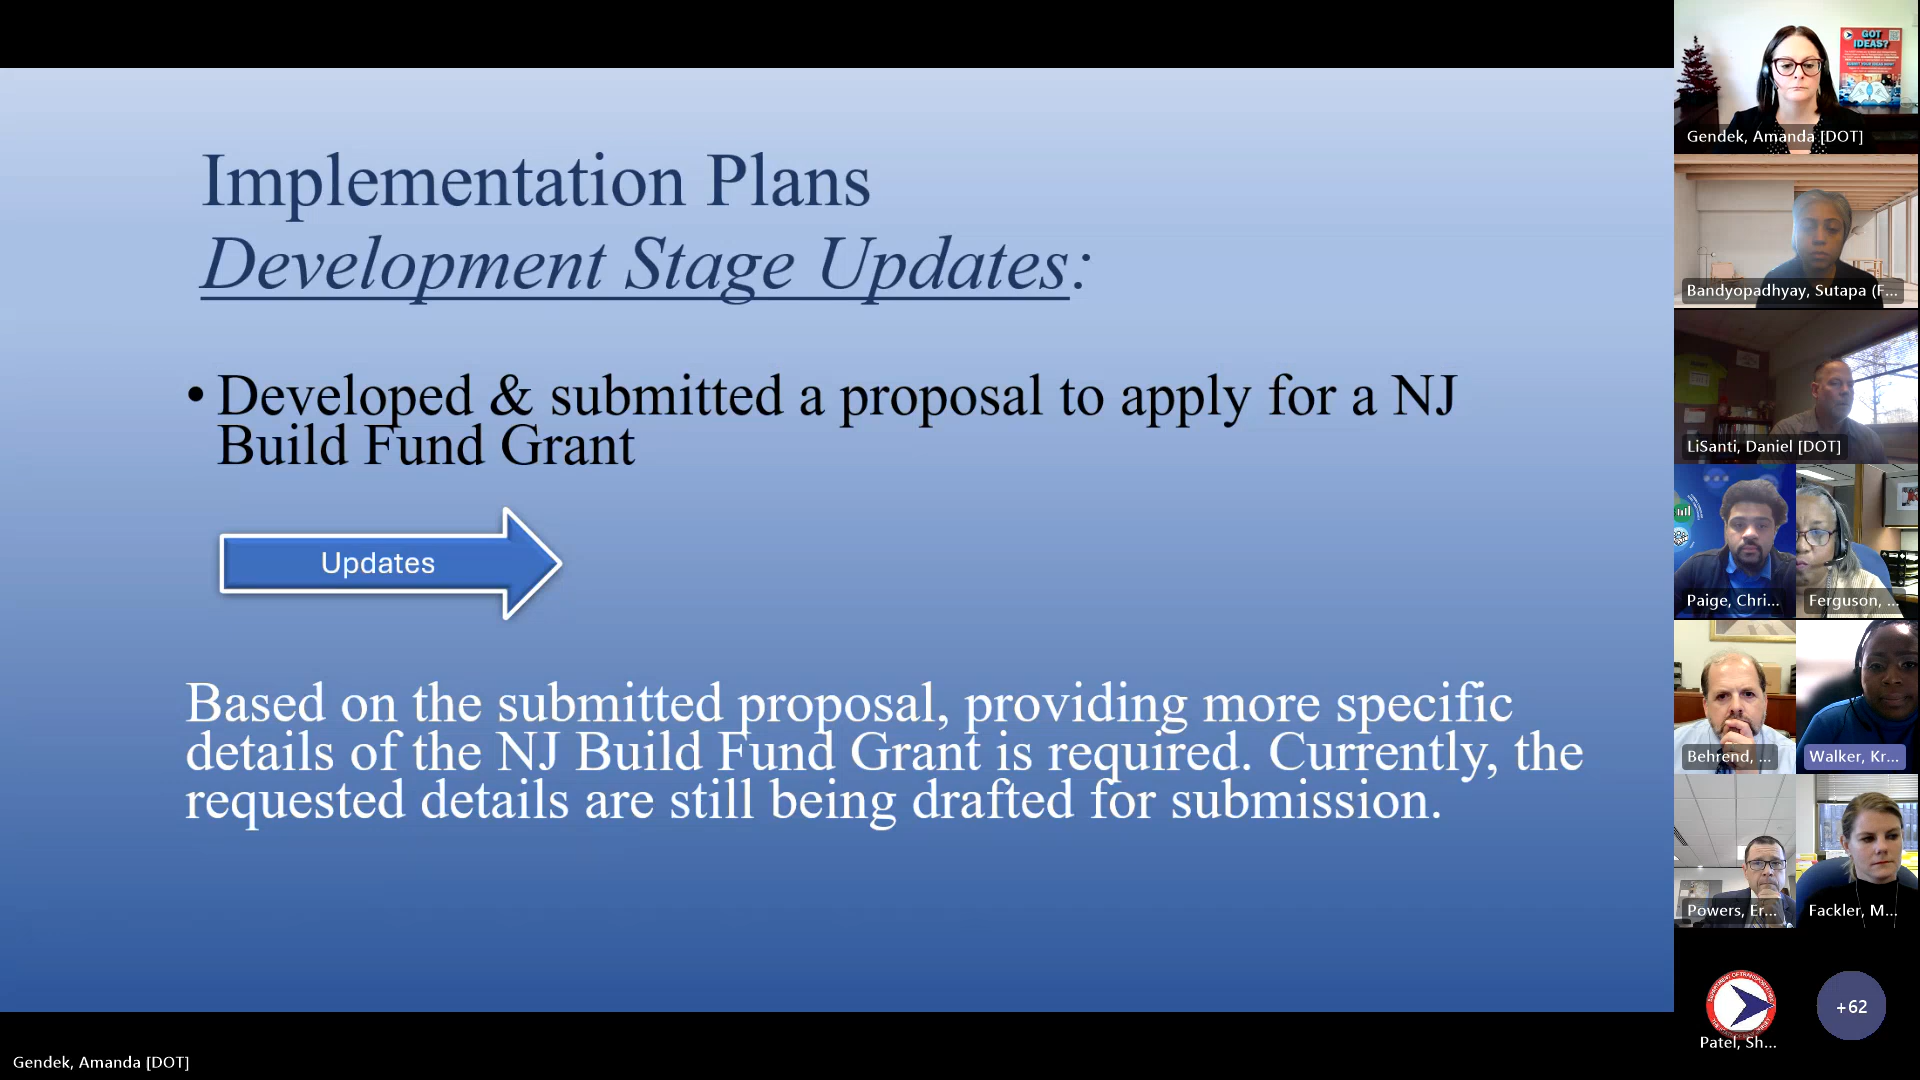 Implementation Plans
Development Stage Updates:
• Developed & submitted a proposal to apply for a NJ
Build Fund Grant
Updates
Based on the submitted proposal, providing more specific
details of the NJ Build Fund Grant is required. Currently, the
requested details are still being drafted for submission.
Gendek, Amanda [DOT]
GOT
IDEAS?
Gendek, Amanda [DOT]
Bandyopadhyay, Sutapa (F...
LiSanti, Daniel [DOT]
Paige, Chri...
Ferguson, ...
Behrend, ...
Walker, Kr...
Powers, Er...
Fackler, M...
Patel, Sh...
+62